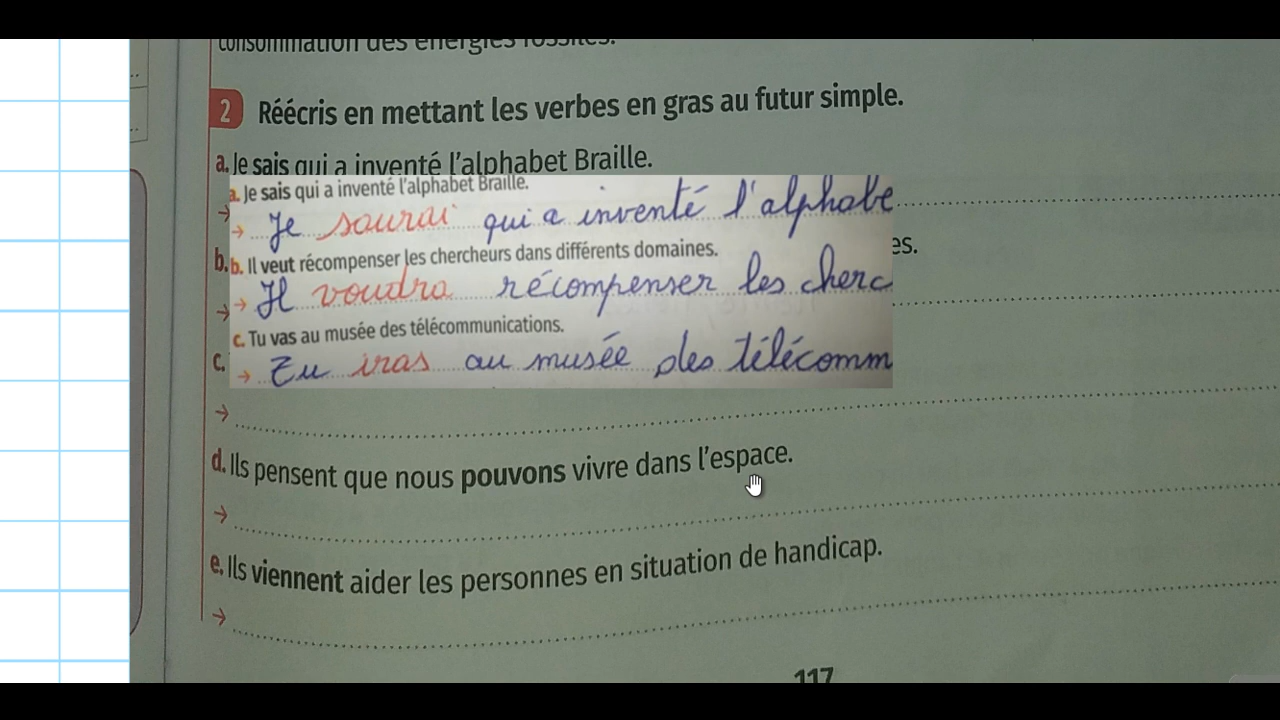 consommation des énergies fossiles.
2 Réécris en mettant les verbes en gras au futur simple.
a. Je sais qui a inventé l'alphabet Braille.
a. Je sais qui a inventé l'alphabet Braille.
→ Je saurai qui a inventé l'alphabe
b. b. Il veut récompenser les chercheurs dans différents domaines. es.
→ Il voudra récompenser les cherc
c. Tu vas au musée des télécommunications.
c. → Tu iras au musée des télécomm
→
d. Ils pensent que nous pouvons vivre dans l'espace.
→
e. Ils viennent aider les personnes en situation de handicap.
→
117